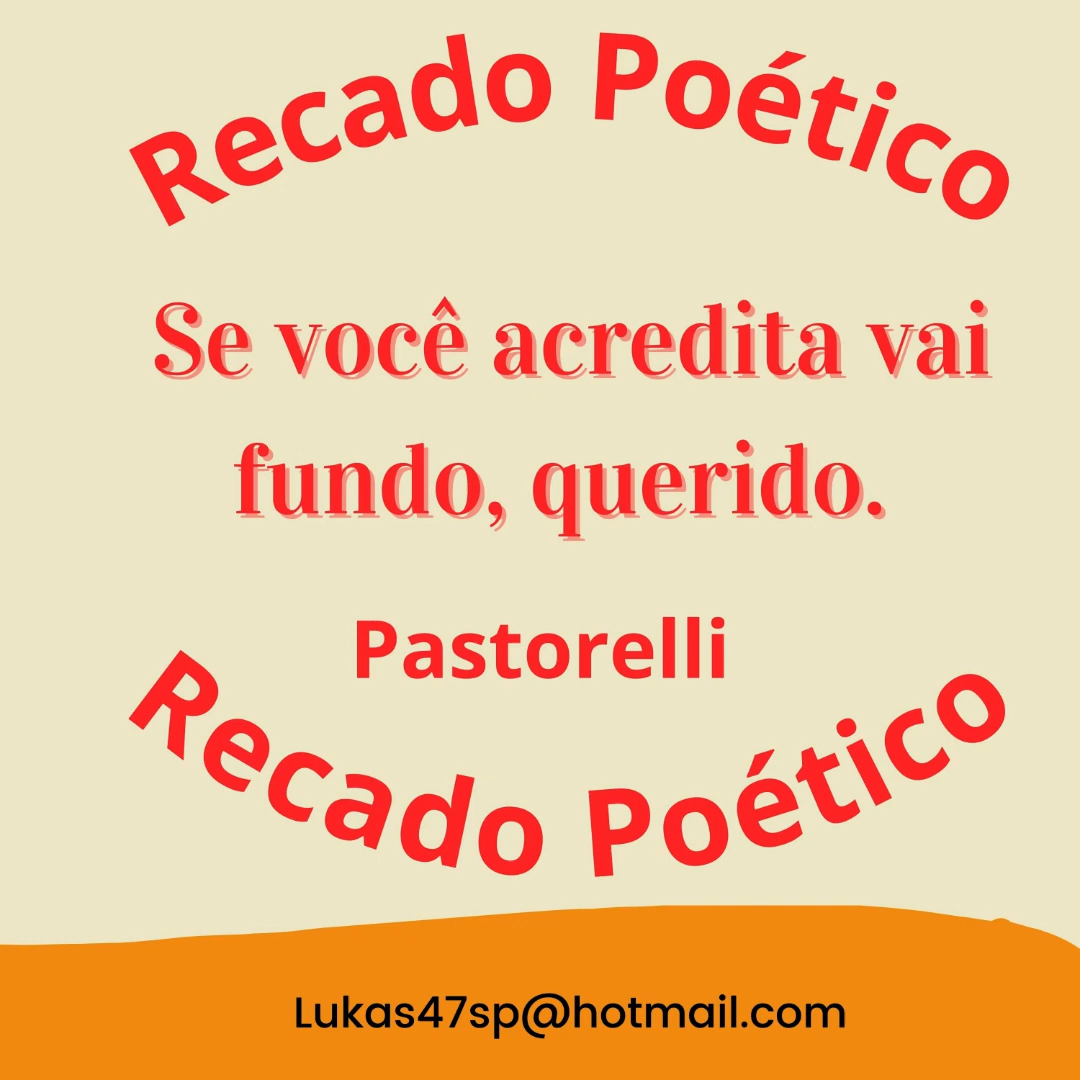 Recado Poético
Se você acredita vai
fundo, querido.
Pastorelli
Recado Poético
Lukas47sp@hotmail.com